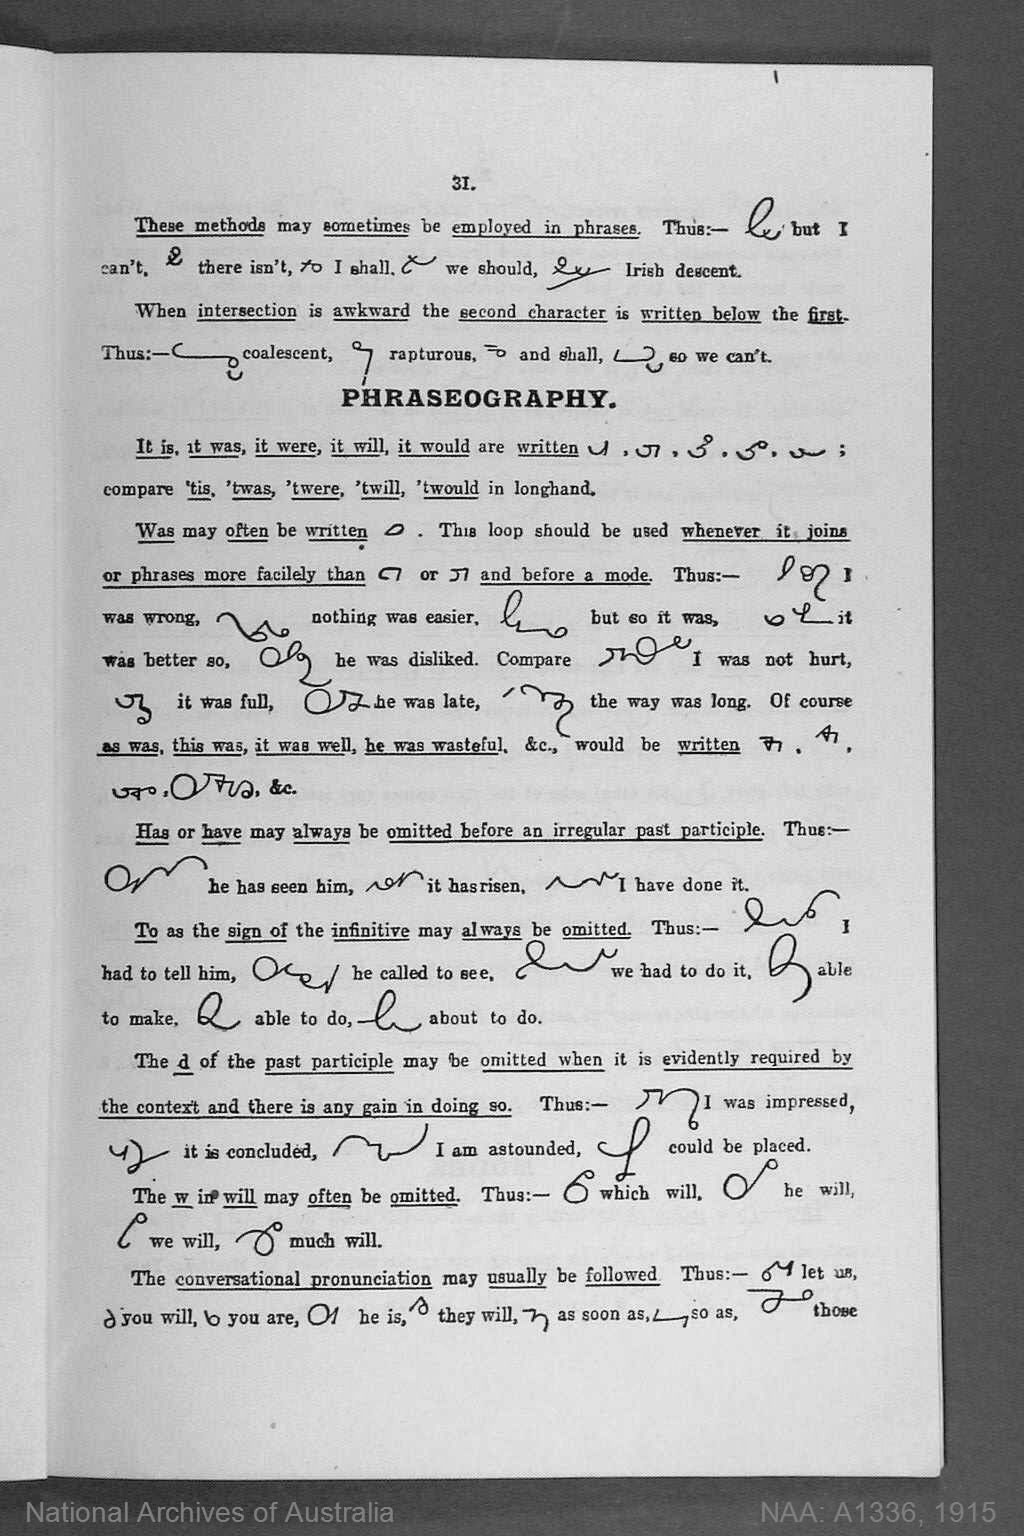 31.
These methods may sometimes be employed in phrases. Thus:— but I
can't, there isn't, I shall, we should, Irish descent.
When intersection is awkward the second character is written below the first.
Thus:— coalescent, rapturous, and shall, so we can't.
PHRASEOGRAPHY.
It is, it was, it were, it will, it would are written , , , , ;
compare 'tis, 'twas, 'twere, 'twill, 'twould in longhand.
Was may often be written . This loop should be used whenever it joins
or phrases more facilely than or and before a mode. Thus:— I
was wrong, nothing was easier, but so it was, it
was better so, he was disliked. Compare I was not hurt,
it was full, he was late, the way was long. Of course
as was, this was, it was well, he was wasteful, &c., would be written , ,
, , &c.
Has or have may always be omitted before an irregular past participle. Thus:—
he has seen him, it has risen, I have done it.
To as the sign of the infinitive may always be omitted. Thus:— I
had to tell him, he called to see, we had to do it, able
to make, able to do, about to do.
The d of the past participle may be omitted when it is evidently required by
the context and there is any gain in doing so. Thus:— I was impressed,
it is concluded, I am astounded, could be placed.
The w in will may often be omitted. Thus:— which will, he will,
we will, much will.
The conversational pronunciation may usually be followed Thus:— let us,
you will, you are, he is, they will, as soon as, so as, those
National Archives of Australia
NAA: A1336, 1915